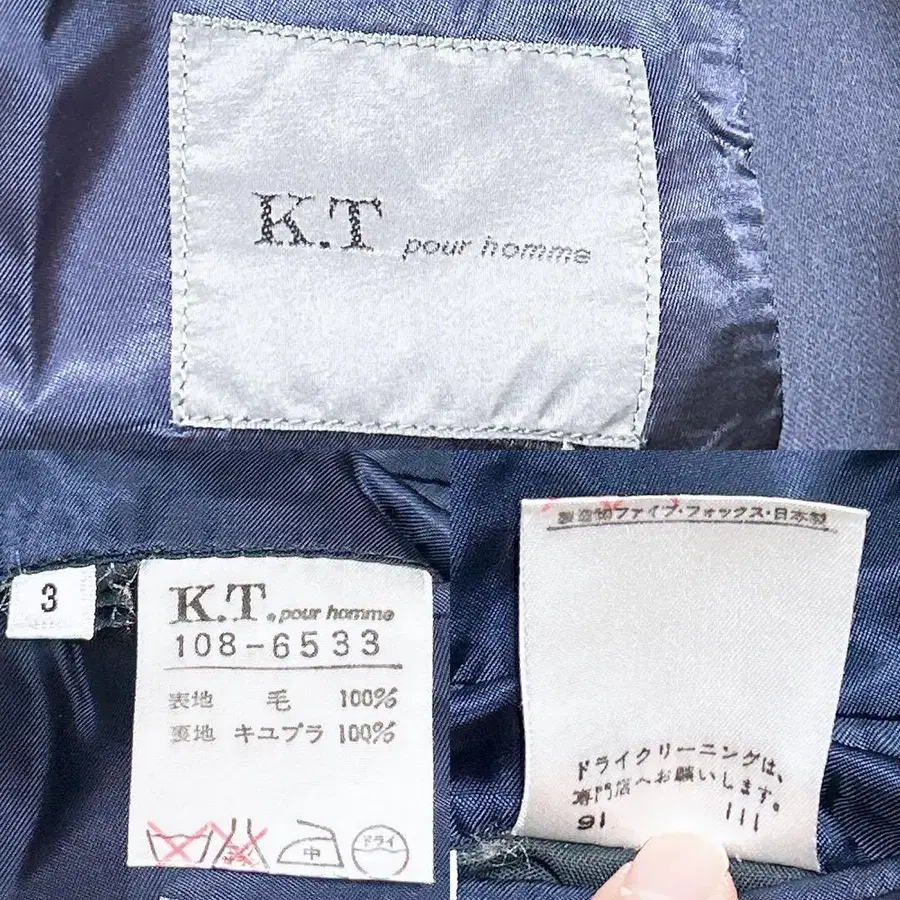 K.T pour homme
3
K.T. pour homme
108-6533
表地 毛 100%
裏地 キユプラ 100%
中
ドライ
製造㈱ファイブ・フォックス・日本製
ドライクリーニングは、
専門店へお願いします。
91 111